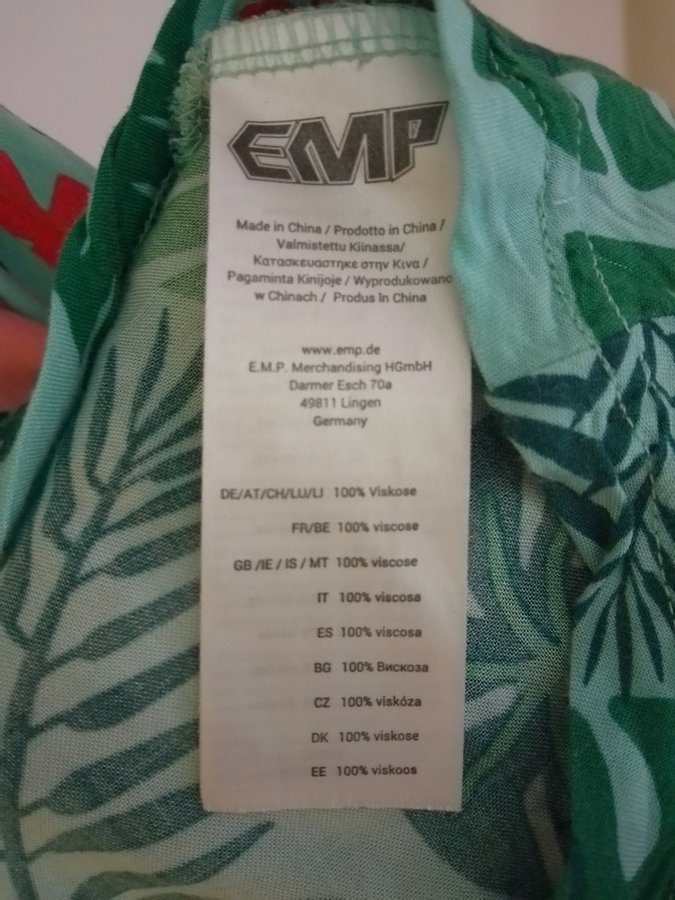 EMP
Made in China / Prodotto in China /
Valmistettu Kiinassa/
Κατασκευαστηκε στην Κινα /
Pagaminta Kinijoje / Wyprodukowano
w Chinach / Produs în China
www.emp.de
E.M.P. Merchandising HGmbH
Darmer Esch 70a
49811 Lingen
Germany
DE/AT/CH/LU/LI 100% Viskose
FR/BE 100% viscose
GB /IE / IS / MT 100% viscose
IT 100% viscosa
ES 100% viscosa
BG 100% Вискоза
CZ 100% viskóza
DK 100% viskose
EE 100% viskoos